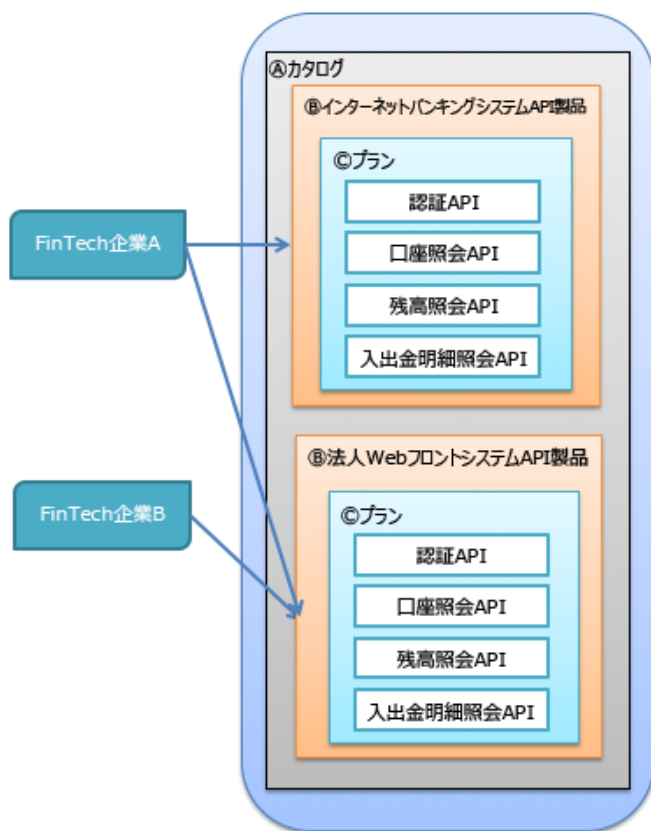 Ⓐカタログ
ⒷインターネットバンキングシステムAPI製品
Ⓒプラン
認証API
口座照会API
残高照会API
入出金明細照会API
FinTech企業A
FinTech企業B
Ⓑ法人WebフロントシステムAPI製品
Ⓒプラン
認証API
口座照会API
残高照会API
入出金明細照会API